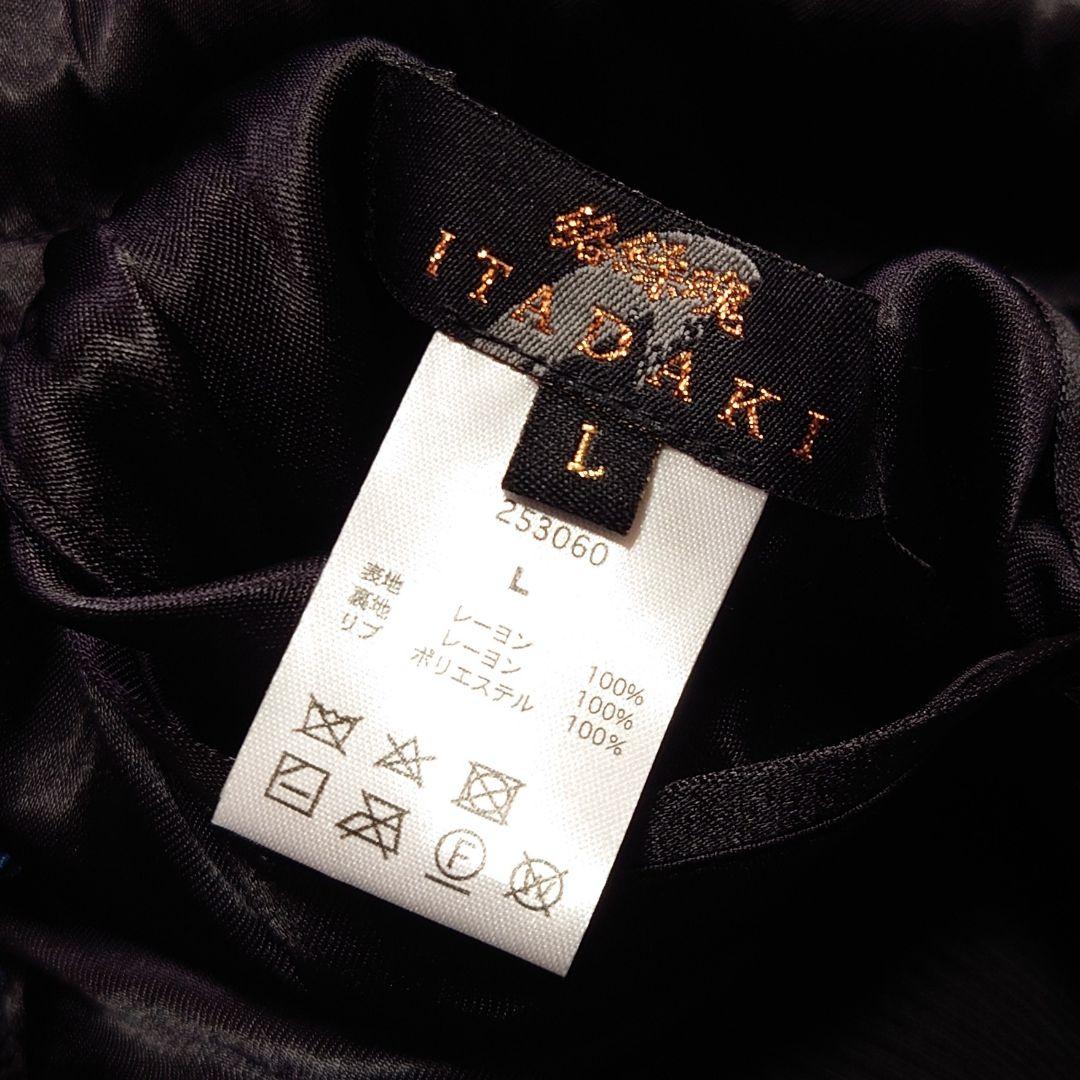 ITADAKI
L
253060
L
表地 レーヨン 100%
裏地 レーヨン 100%
リブ ポリエステル 100%
F
W